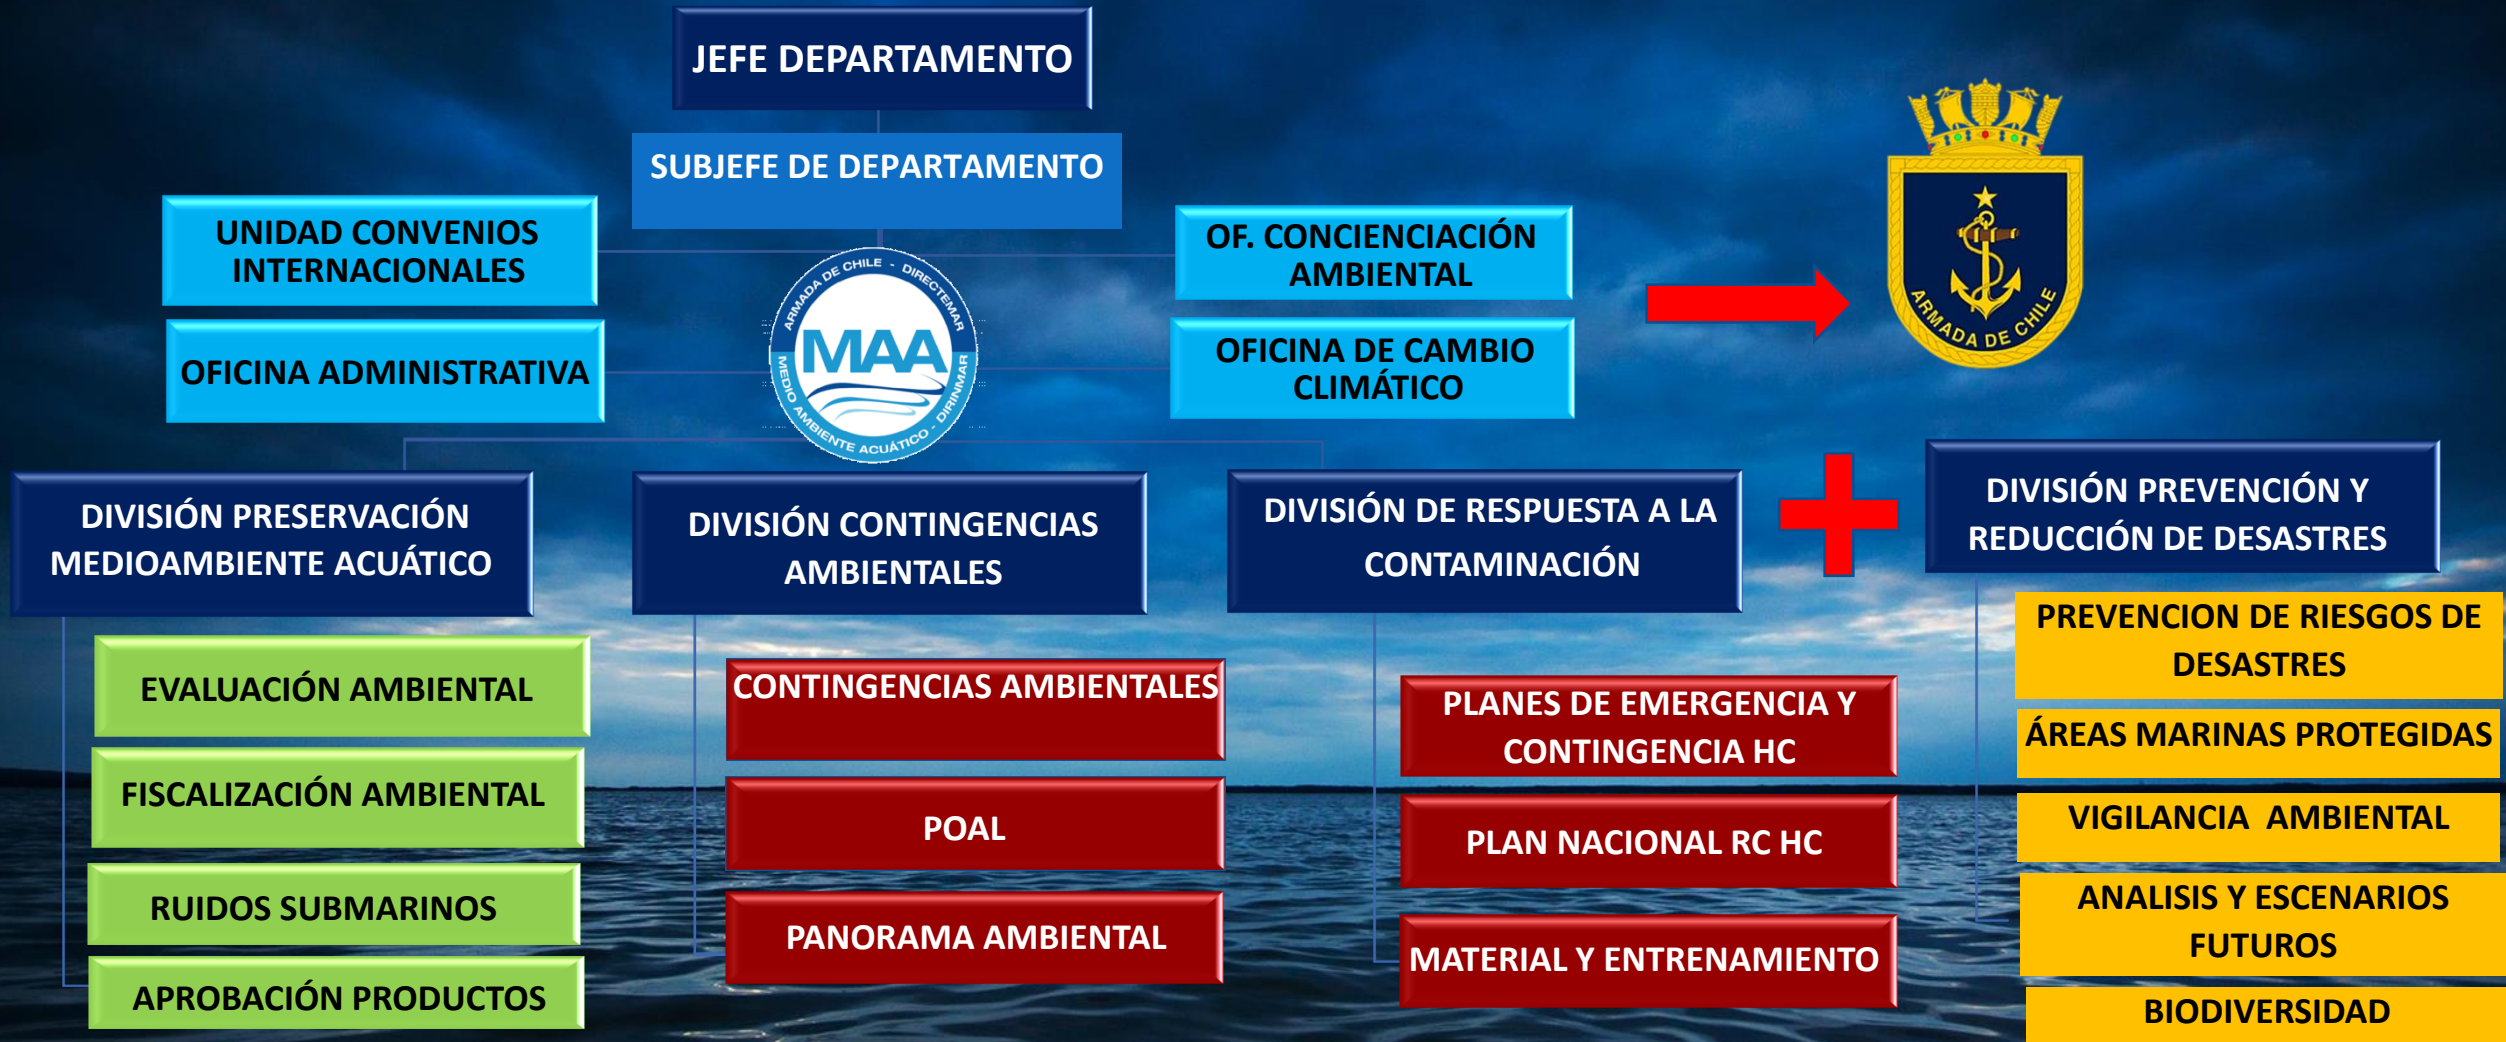 JEFE DEPARTAMENTO
SUBJEFE DE DEPARTAMENTO
UNIDAD CONVENIOS
INTERNACIONALES
OFICINA ADMINISTRATIVA
OF. CONCIENCIACIÓN
AMBIENTAL
OFICINA DE CAMBIO
CLIMÁTICO
ARMADA DE CHILE - DIRECTEMAR
MAA
MEDIO AMBIENTE ACUÁTICO - DIRINMAR
ARMADA DE CHILE
DIVISIÓN PRESERVACIÓN
MEDIOAMBIENTE ACUÁTICO
EVALUACIÓN AMBIENTAL
FISCALIZACIÓN AMBIENTAL
RUIDOS SUBMARINOS
APROBACIÓN PRODUCTOS
DIVISIÓN CONTINGENCIAS
AMBIENTALES
CONTINGENCIAS AMBIENTALES
POAL
PANORAMA AMBIENTAL
DIVISIÓN DE RESPUESTA A LA
CONTAMINACIÓN
PLANES DE EMERGENCIA Y
CONTINGENCIA HC
PLAN NACIONAL RC HC
MATERIAL Y ENTRENAMIENTO
DIVISIÓN PREVENCIÓN Y
REDUCCIÓN DE DESASTRES
PREVENCION DE RIESGOS DE
DESASTRES
ÁREAS MARINAS PROTEGIDAS
VIGILANCIA AMBIENTAL
ANALISIS Y ESCENARIOS
FUTUROS
BIODIVERSIDAD